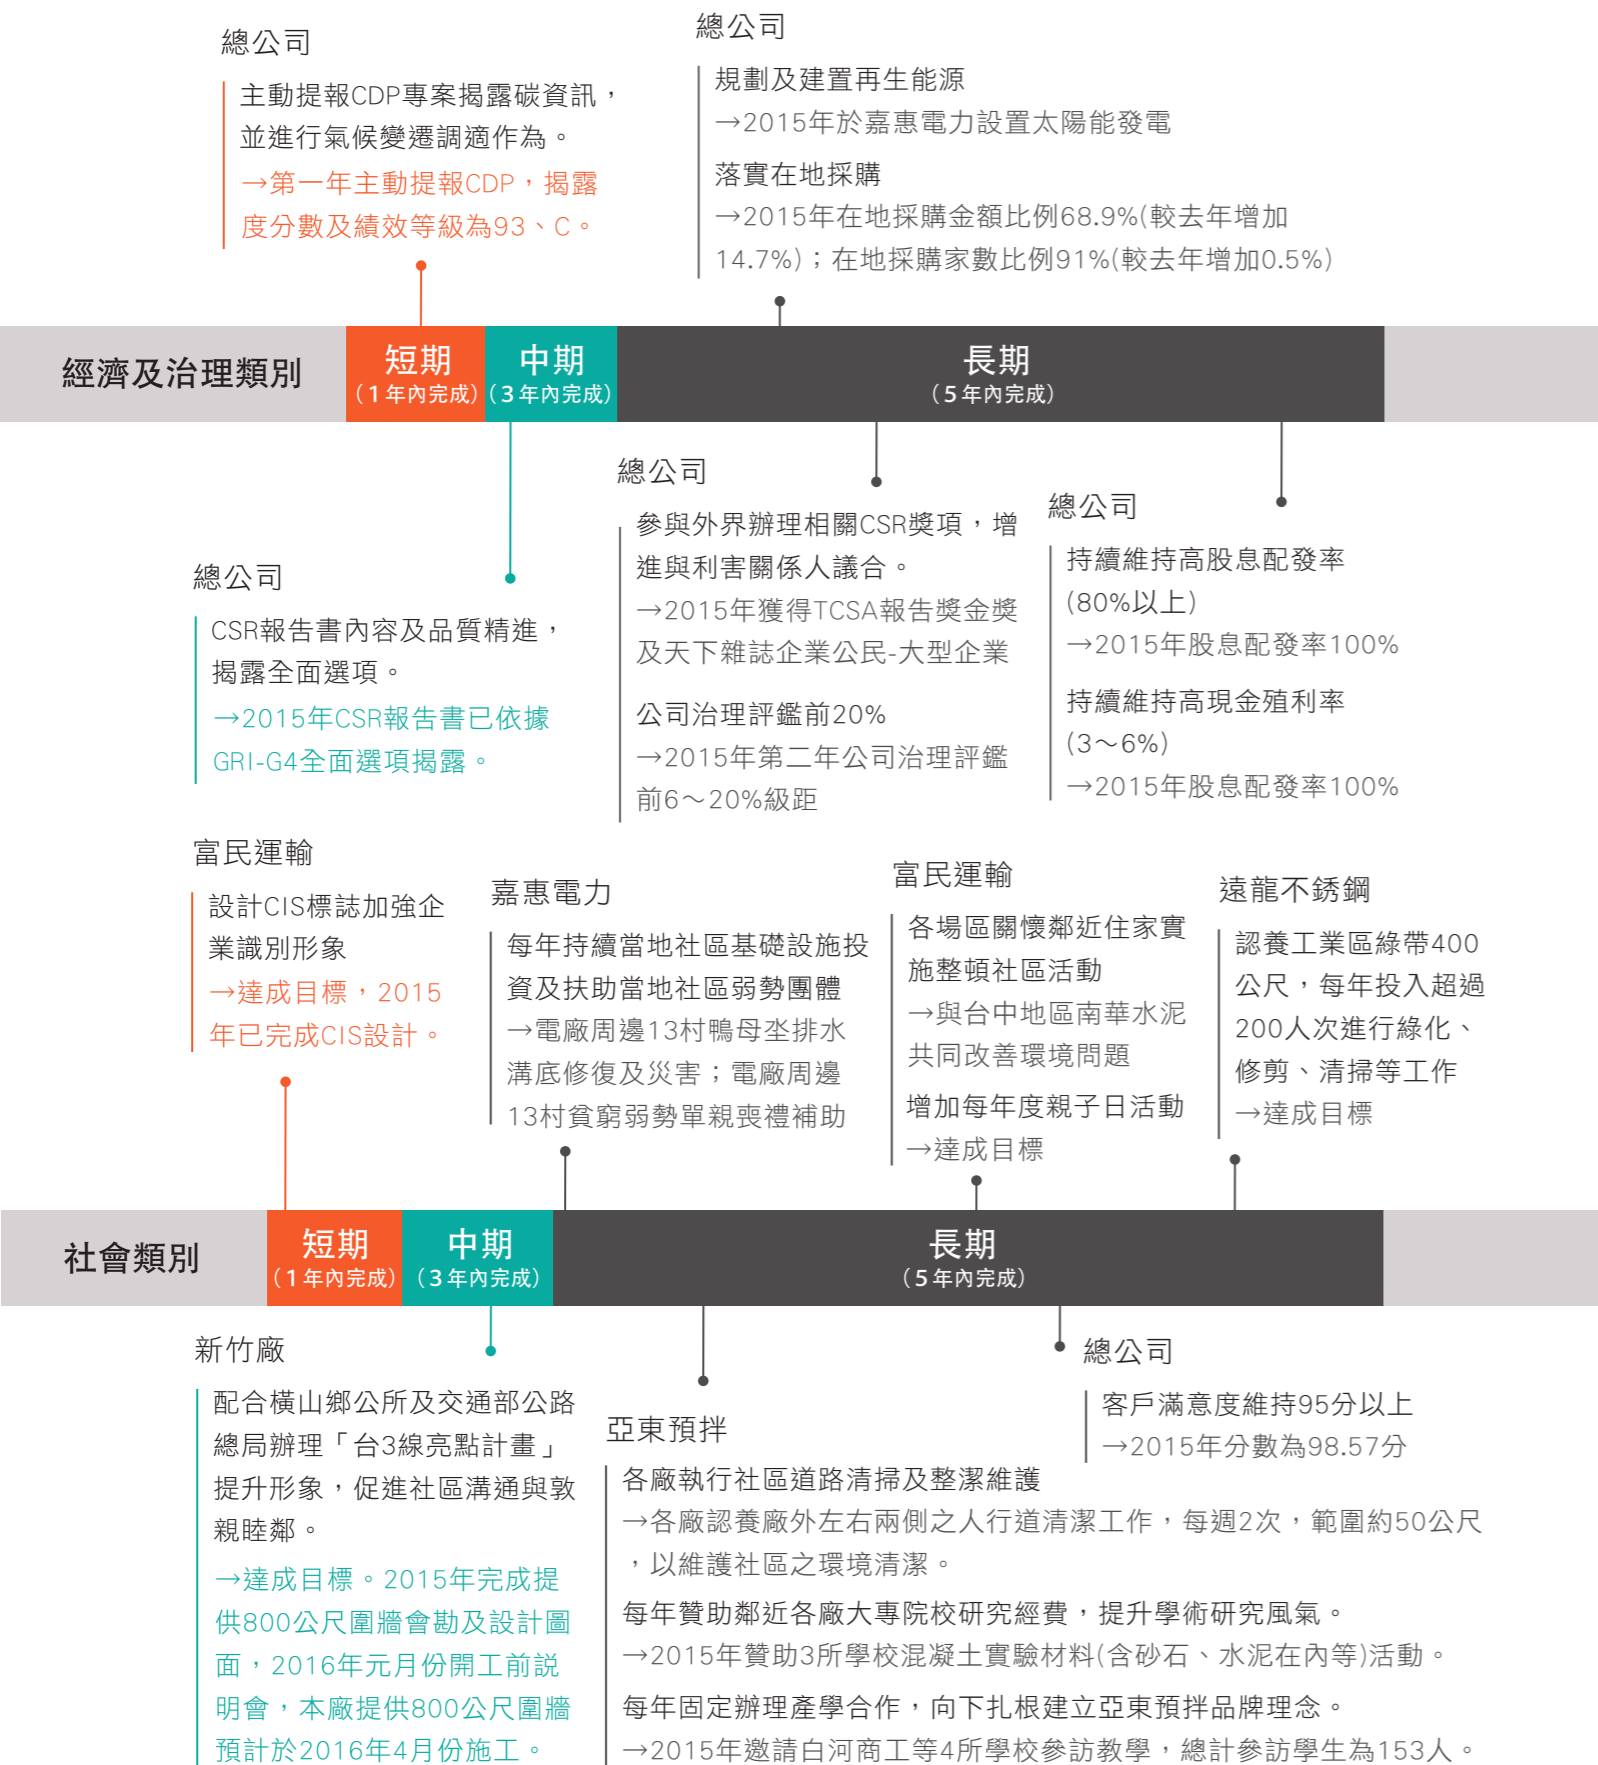 總公司
主動提報CDP專案揭露碳資訊，
並進行氣候變遷調適作為。
→第一年主動提報CDP，揭露
度分數及績效等級為93、C。
總公司
規劃及建置再生能源
→2015年於嘉惠電力設置太陽能發電
落實在地採購
→2015年在地採購金額比例68.9%(較去年增加
14.7%)；在地採購家數比例91%(較去年增加0.5%)
經濟及治理類別
短期
（1年內完成）
中期
（3年內完成）
長期
（5年內完成）
總公司
CSR報告書內容及品質精進，
揭露全面選項。
→2015年CSR報告書已依據
GRI-G4全面選項揭露。
總公司
參與外界辦理相關CSR獎項，增
進與利害關係人議合。
→2015年獲得TCSA報告獎金獎
及天下雜誌企業公民-大型企業
公司治理評鑑前20%
→2015年第二年公司治理評鑑
前6～20%級距
總公司
持續維持高股息配發率
(80%以上)
→2015年股息配發率100%
持續維持高現金殖利率
(3～6%)
→2015年股息配發率100%
富民運輸
設計CIS標誌加強企
業識別形象
→達成目標，2015
年已完成CIS設計。
嘉惠電力
每年持續當地社區基礎設施投
資及扶助當地社區弱勢團體
→電廠周邊13村鴨母坔排水
溝底修復及災害；電廠周邊
13村貧窮弱勢單親喪禮補助
富民運輸
各場區關懷鄰近住家實
施整頓社區活動
→與台中地區南華水泥
共同改善環境問題
增加每年度親子日活動
→達成目標
遠龍不銹鋼
認養工業區綠帶400
公尺，每年投入超過
200人次進行綠化、
修剪、清掃等工作
→達成目標
社會類別
短期
（1年內完成）
中期
（3年內完成）
長期
（5年內完成）
新竹廠
配合橫山鄉公所及交通部公路
總局辦理「台3線亮點計畫」
提升形象，促進社區溝通與敦
親睦鄰。
→達成目標。2015年完成提
供800公尺圍牆會勘及設計圖
面，2016年元月份開工前説
明會，本廠提供800公尺圍牆
預計於2016年4月份施工。
亞東預拌
各廠執行社區道路清掃及整潔維護
→各廠認養廠外左右兩側之人行道清潔工作，每週2次，範圍約50公尺
，以維護社區之環境清潔。
每年贊助鄰近各廠大專院校研究經費，提升學術研究風氣。
→2015年贊助3所學校混凝土實驗材料(含砂石、水泥在內等)活動。
每年固定辦理產學合作，向下扎根建立亞東預拌品牌理念。
→2015年邀請白河商工等4所學校參訪教學，總計參訪學生為153人。
總公司
客戶滿意度維持95分以上
→2015年分數為98.57分